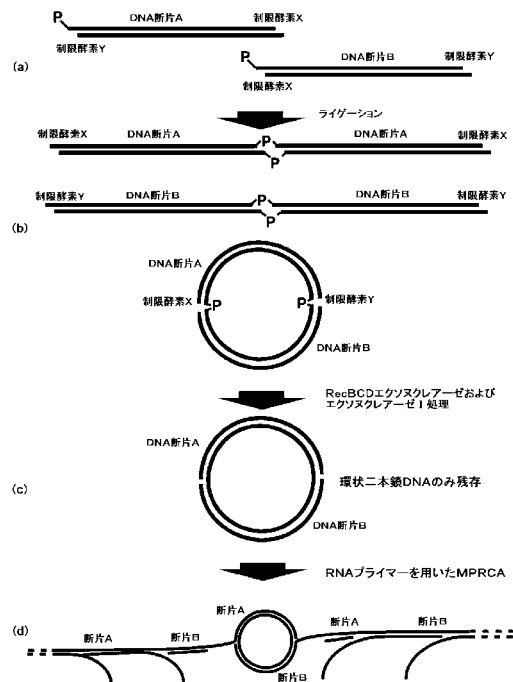 P DNA断片A 制限酵素X
制限酵素Y
P DNA断片B 制限酵素Y
(a)
制限酵素X
ライゲーション
制限酵素X DNA断片A P DNA断片A 制限酵素X
P
制限酵素Y DNA断片B P DNA断片B 制限酵素Y
P
(b)
DNA断片A
制限酵素X P P 制限酵素Y
DNA断片B
RecBCDエクソヌクレアーゼおよび
エクソヌクレアーゼⅠ処理
DNA断片A
(c)
環状二本鎖DNAのみ残存
DNA断片B
RNAプライマーを用いたMPRCA
(d)
断片A 断片B 断片A 断片A 断片B
断片B